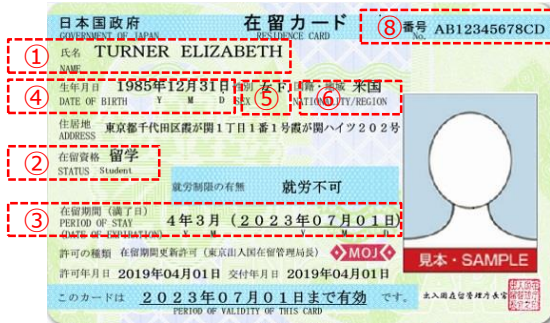 日本国政府 在留カード ⑧ 番号 AB12345678CD
GOVERNMENT OF JAPAN RESIDENCE CARD No.
① 氏名 TURNER ELIZABETH
NAME
④ 生年月日 1985年12月31日 ⑤ 性別 女 F ⑥ 国籍・地域 米国
DATE OF BIRTH Y M D SEX NATIONALITY/REGION
住居地 東京都千代田区霞が関1丁目1番1号霞が関ハイツ202号
ADDRESS
② 在留資格 留学
STATUS Student
就労制限の有無 就労不可
③ 在留期間(満了日) 4年3月(2023年07月01日)
PERIOD OF STAY
(DATE OF EXPIRATION) Y M Y M D
許可の種類 在留期間更新許可(東京出入国在留管理局長) MOJ
許可年月日 2019年04月01日 交付年月日 2019年04月01日
見本・SAMPLE
このカードは 2023年07月01日まで有効 です。
PERIOD OF VALIDITY OF THIS CARD
出入国在留管理庁長官